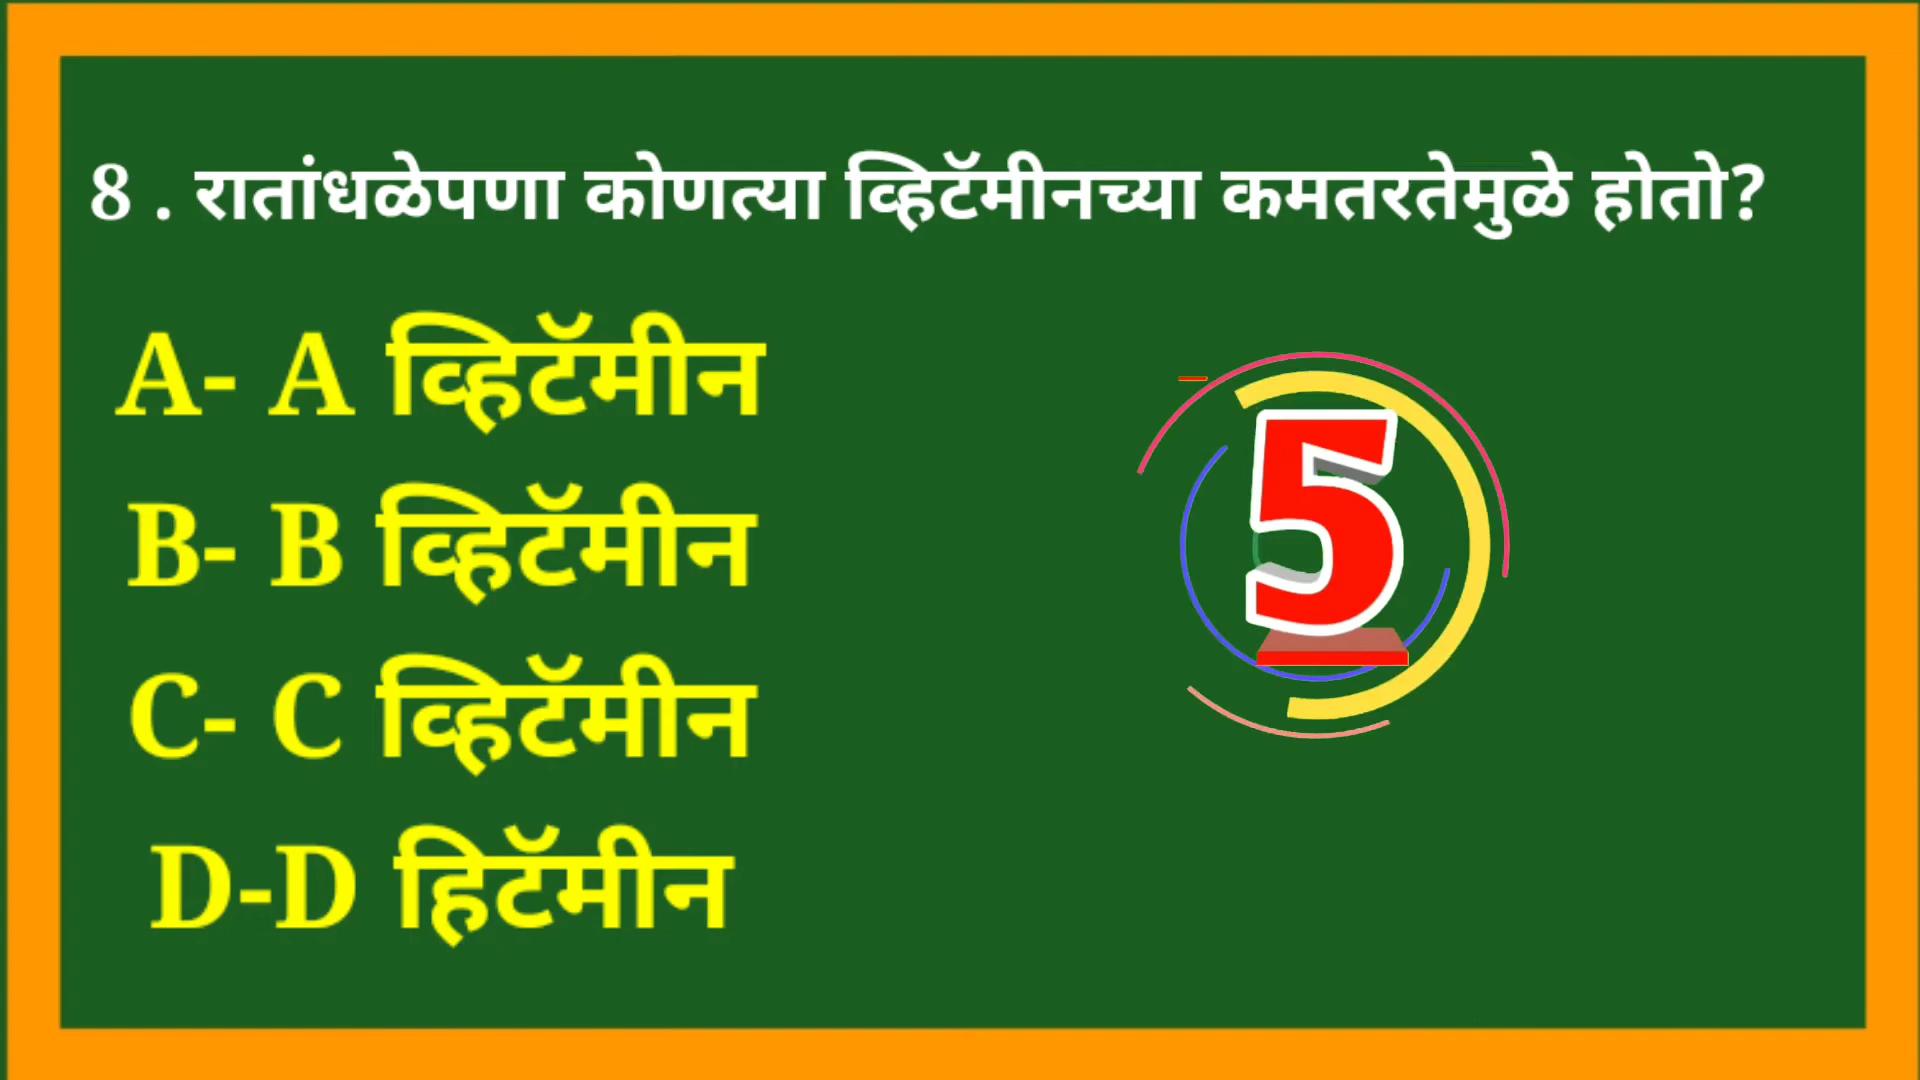 8 . रातांधळेपणा कोणत्या व्हिटॅमीनच्या कमतरतेमुळे होतो?
A- A व्हिटॅमीन
B- B व्हिटॅमीन
C- C व्हिटॅमीन
D-D हिटॅमीन
5